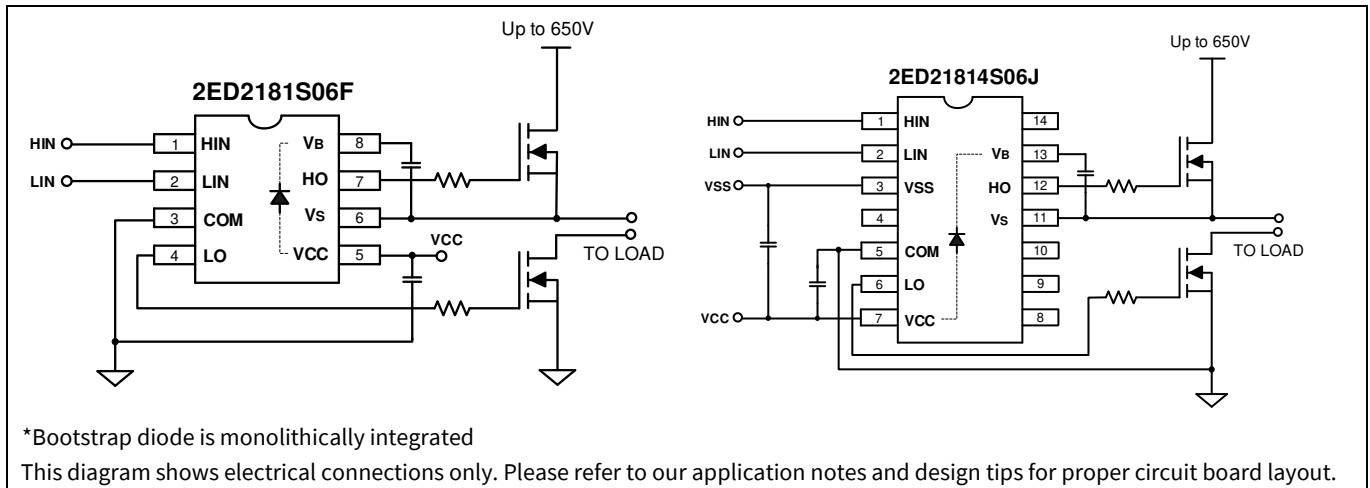 Up to 650V
2ED2181S06F
HIN
LIN
1
2
3
4
HIN
LIN
COM
LO
VB
HO
VS
VCC
8
7
6
5
VCC
TO LOAD
Up to 650V
2ED21814S06J
HIN
LIN
VSS
VCC
1
2
3
4
5
6
7
HIN
LIN
VSS
COM
LO
VCC
VB
HO
VS
14
13
12
11
10
9
8
TO LOAD
*Bootstrap diode is monolithically integrated
This diagram shows electrical connections only. Please refer to our application notes and design tips for proper circuit board layout.